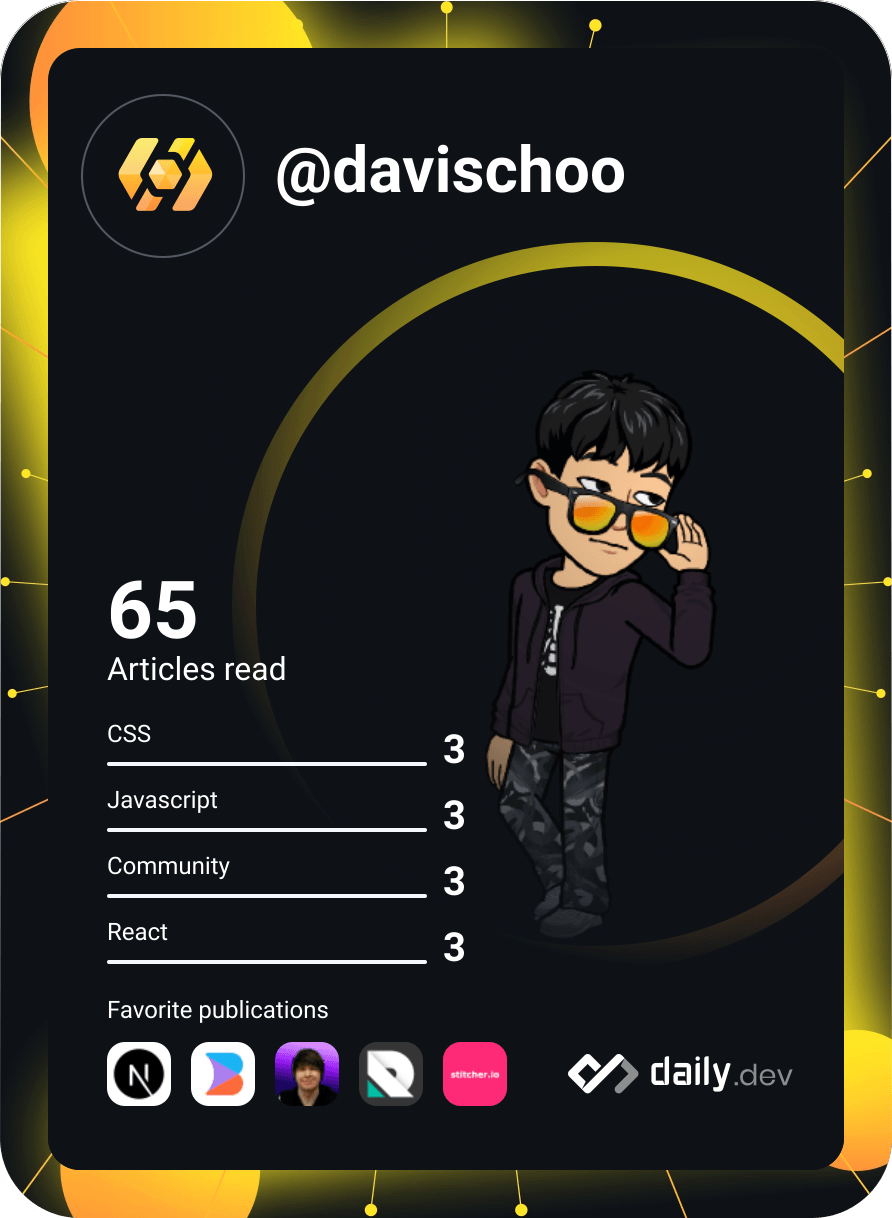 @davischoo
65
Articles read
CSS
3
Javascript
3
Community
3
React
3
Favorite publications
N
stitcher.io
daily.dev